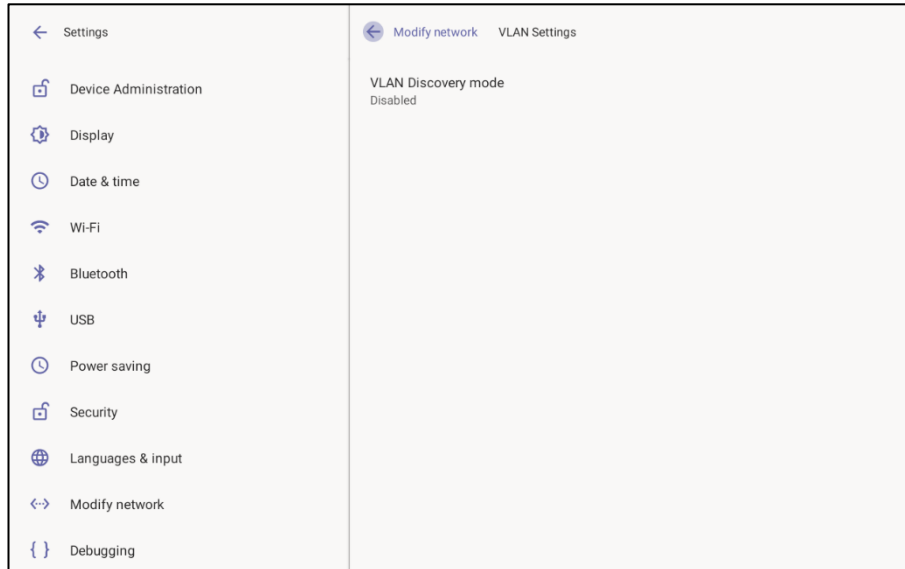 Settings
Device Administration
Display
Date & time
Wi-Fi
Bluetooth
USB
Power saving
Security
Languages & input
Modify network
Debugging
Modify network VLAN Settings
VLAN Discovery mode
Disabled